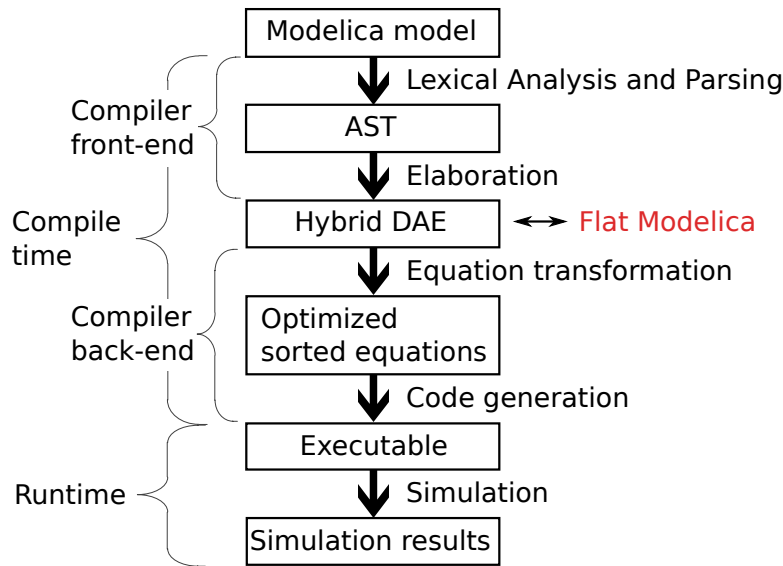 Modelica model
Lexical Analysis and Parsing
Compiler
front-end
AST
Elaboration
Compile
time
Hybrid DAE
Flat Modelica
Equation transformation
Compiler
back-end
Optimized
sorted equations
Code generation
Executable
Runtime
Simulation
Simulation results